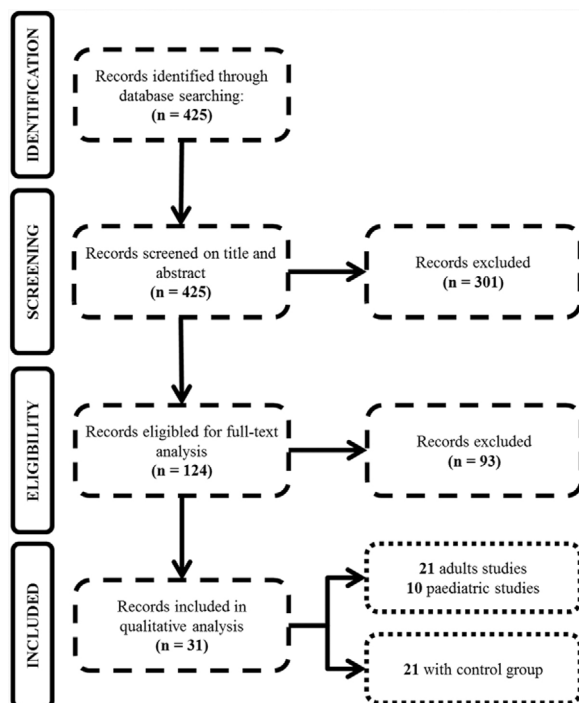 IDENTIFICATION
Records identified through
database searching:
(n = 425)
SCREENING
Records screened on title and
abstract
(n = 425)
Records excluded
(n = 301)
ELIGIBILITY
Records eligibled for full-text
analysis
(n = 124)
Records excluded
(n = 93)
INCLUDED
Records included in
qualitative analysis
(n = 31)
21 adults studies
10 paediatric studies
21 with control group